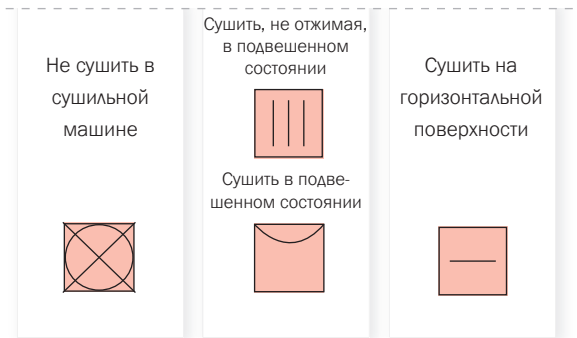 Не сушить в
сушильной
машине
Сушить, не отжимая,
в подвешенном
состоянии
Сушить в подве-
шенном состоянии
Сушить на
горизонтальной
поверхности